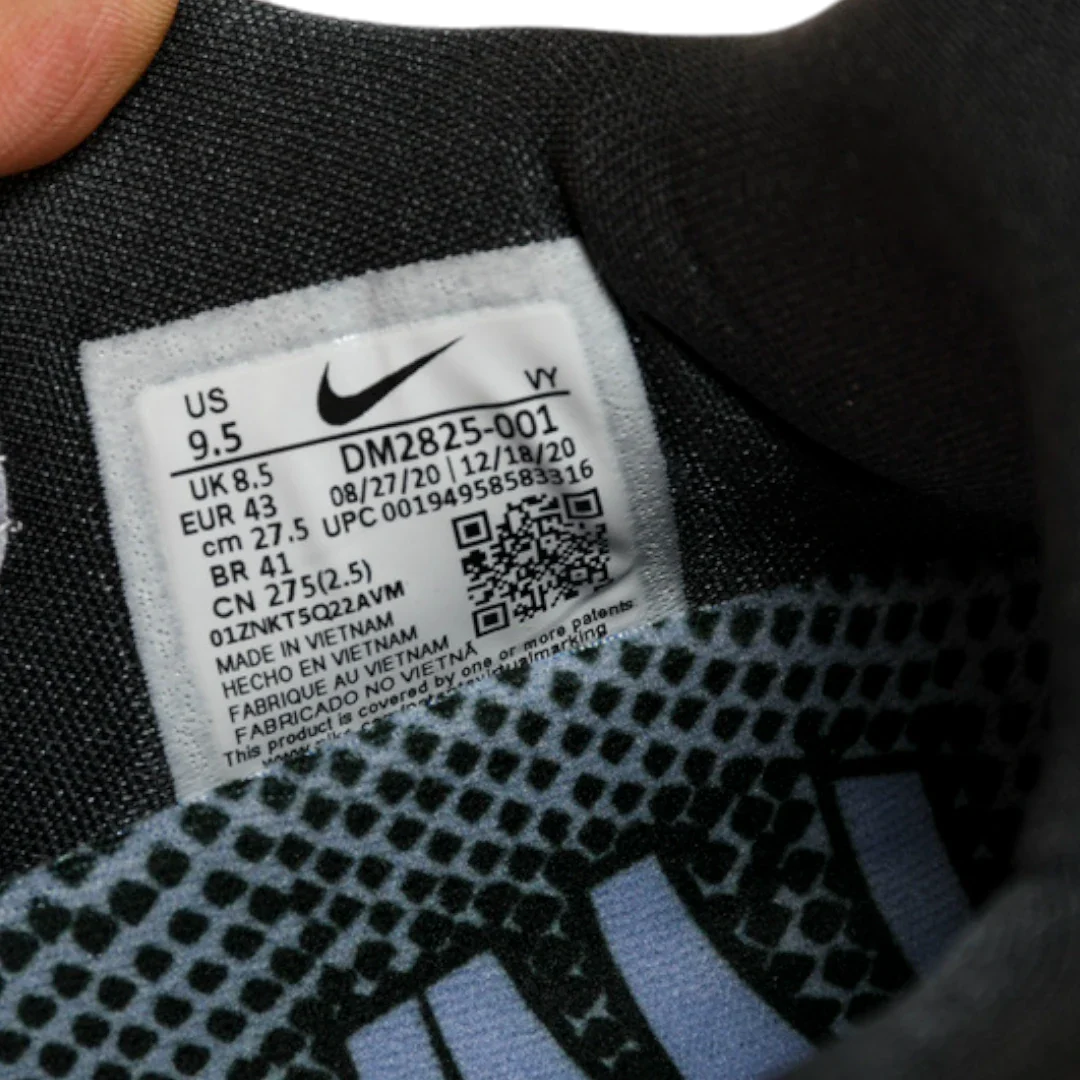 US
9.5
VY
UK 8.5
DM2825-001
EUR 43
08/27/20 | 12/18/20
cm 27.5
UPC 00194958583316
BR 41
CN 275(2.5)
01ZNKT5Q22AVM
MADE IN VIETNAM
HECHO EN VIETNAM
FABRIQUE AU VIETNAM
FABRICADO NO VIETNÃ
This product is covered by one or more patents